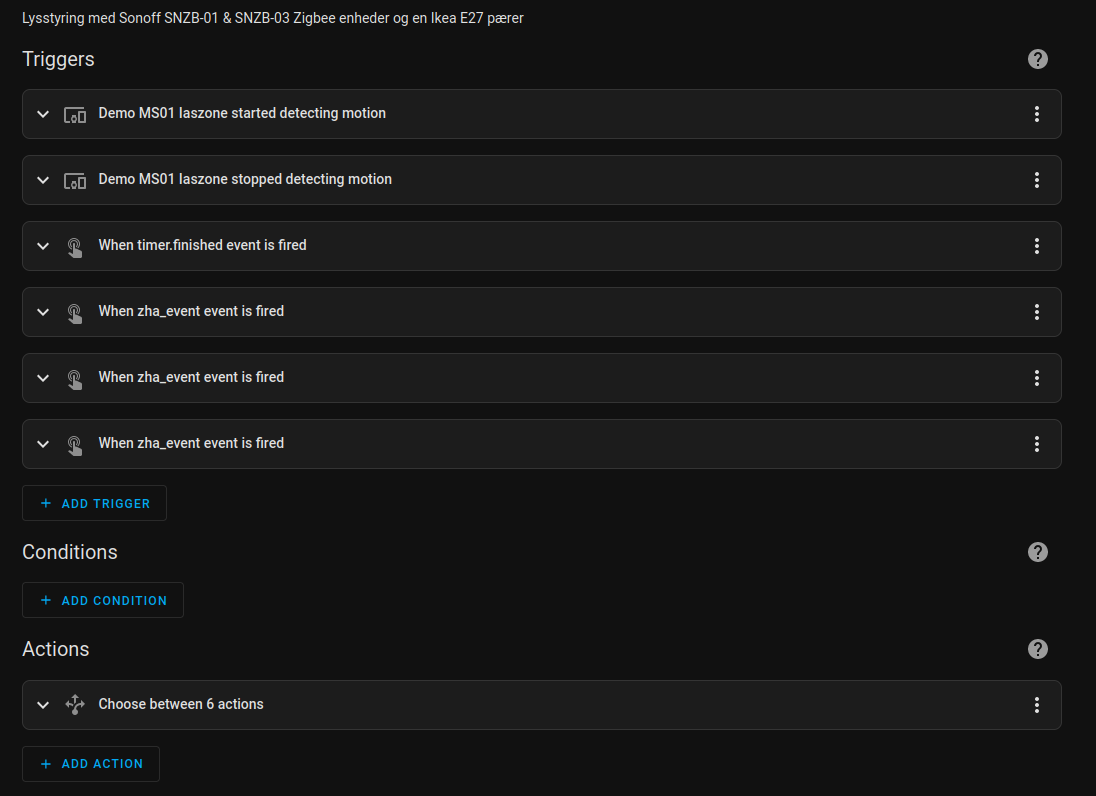 Lysstyring med Sonoff SNZB-01 & SNZB-03 Zigbee enheder og en Ikea E27 pærer
Triggers
Demo MS01 Iaszone started detecting motion
Demo MS01 Iaszone stopped detecting motion
When timer.finished event is fired
When zha_event event is fired
When zha_event event is fired
When zha_event event is fired
+ ADD TRIGGER
Conditions
+ ADD CONDITION
Actions
Choose between 6 actions
+ ADD ACTION